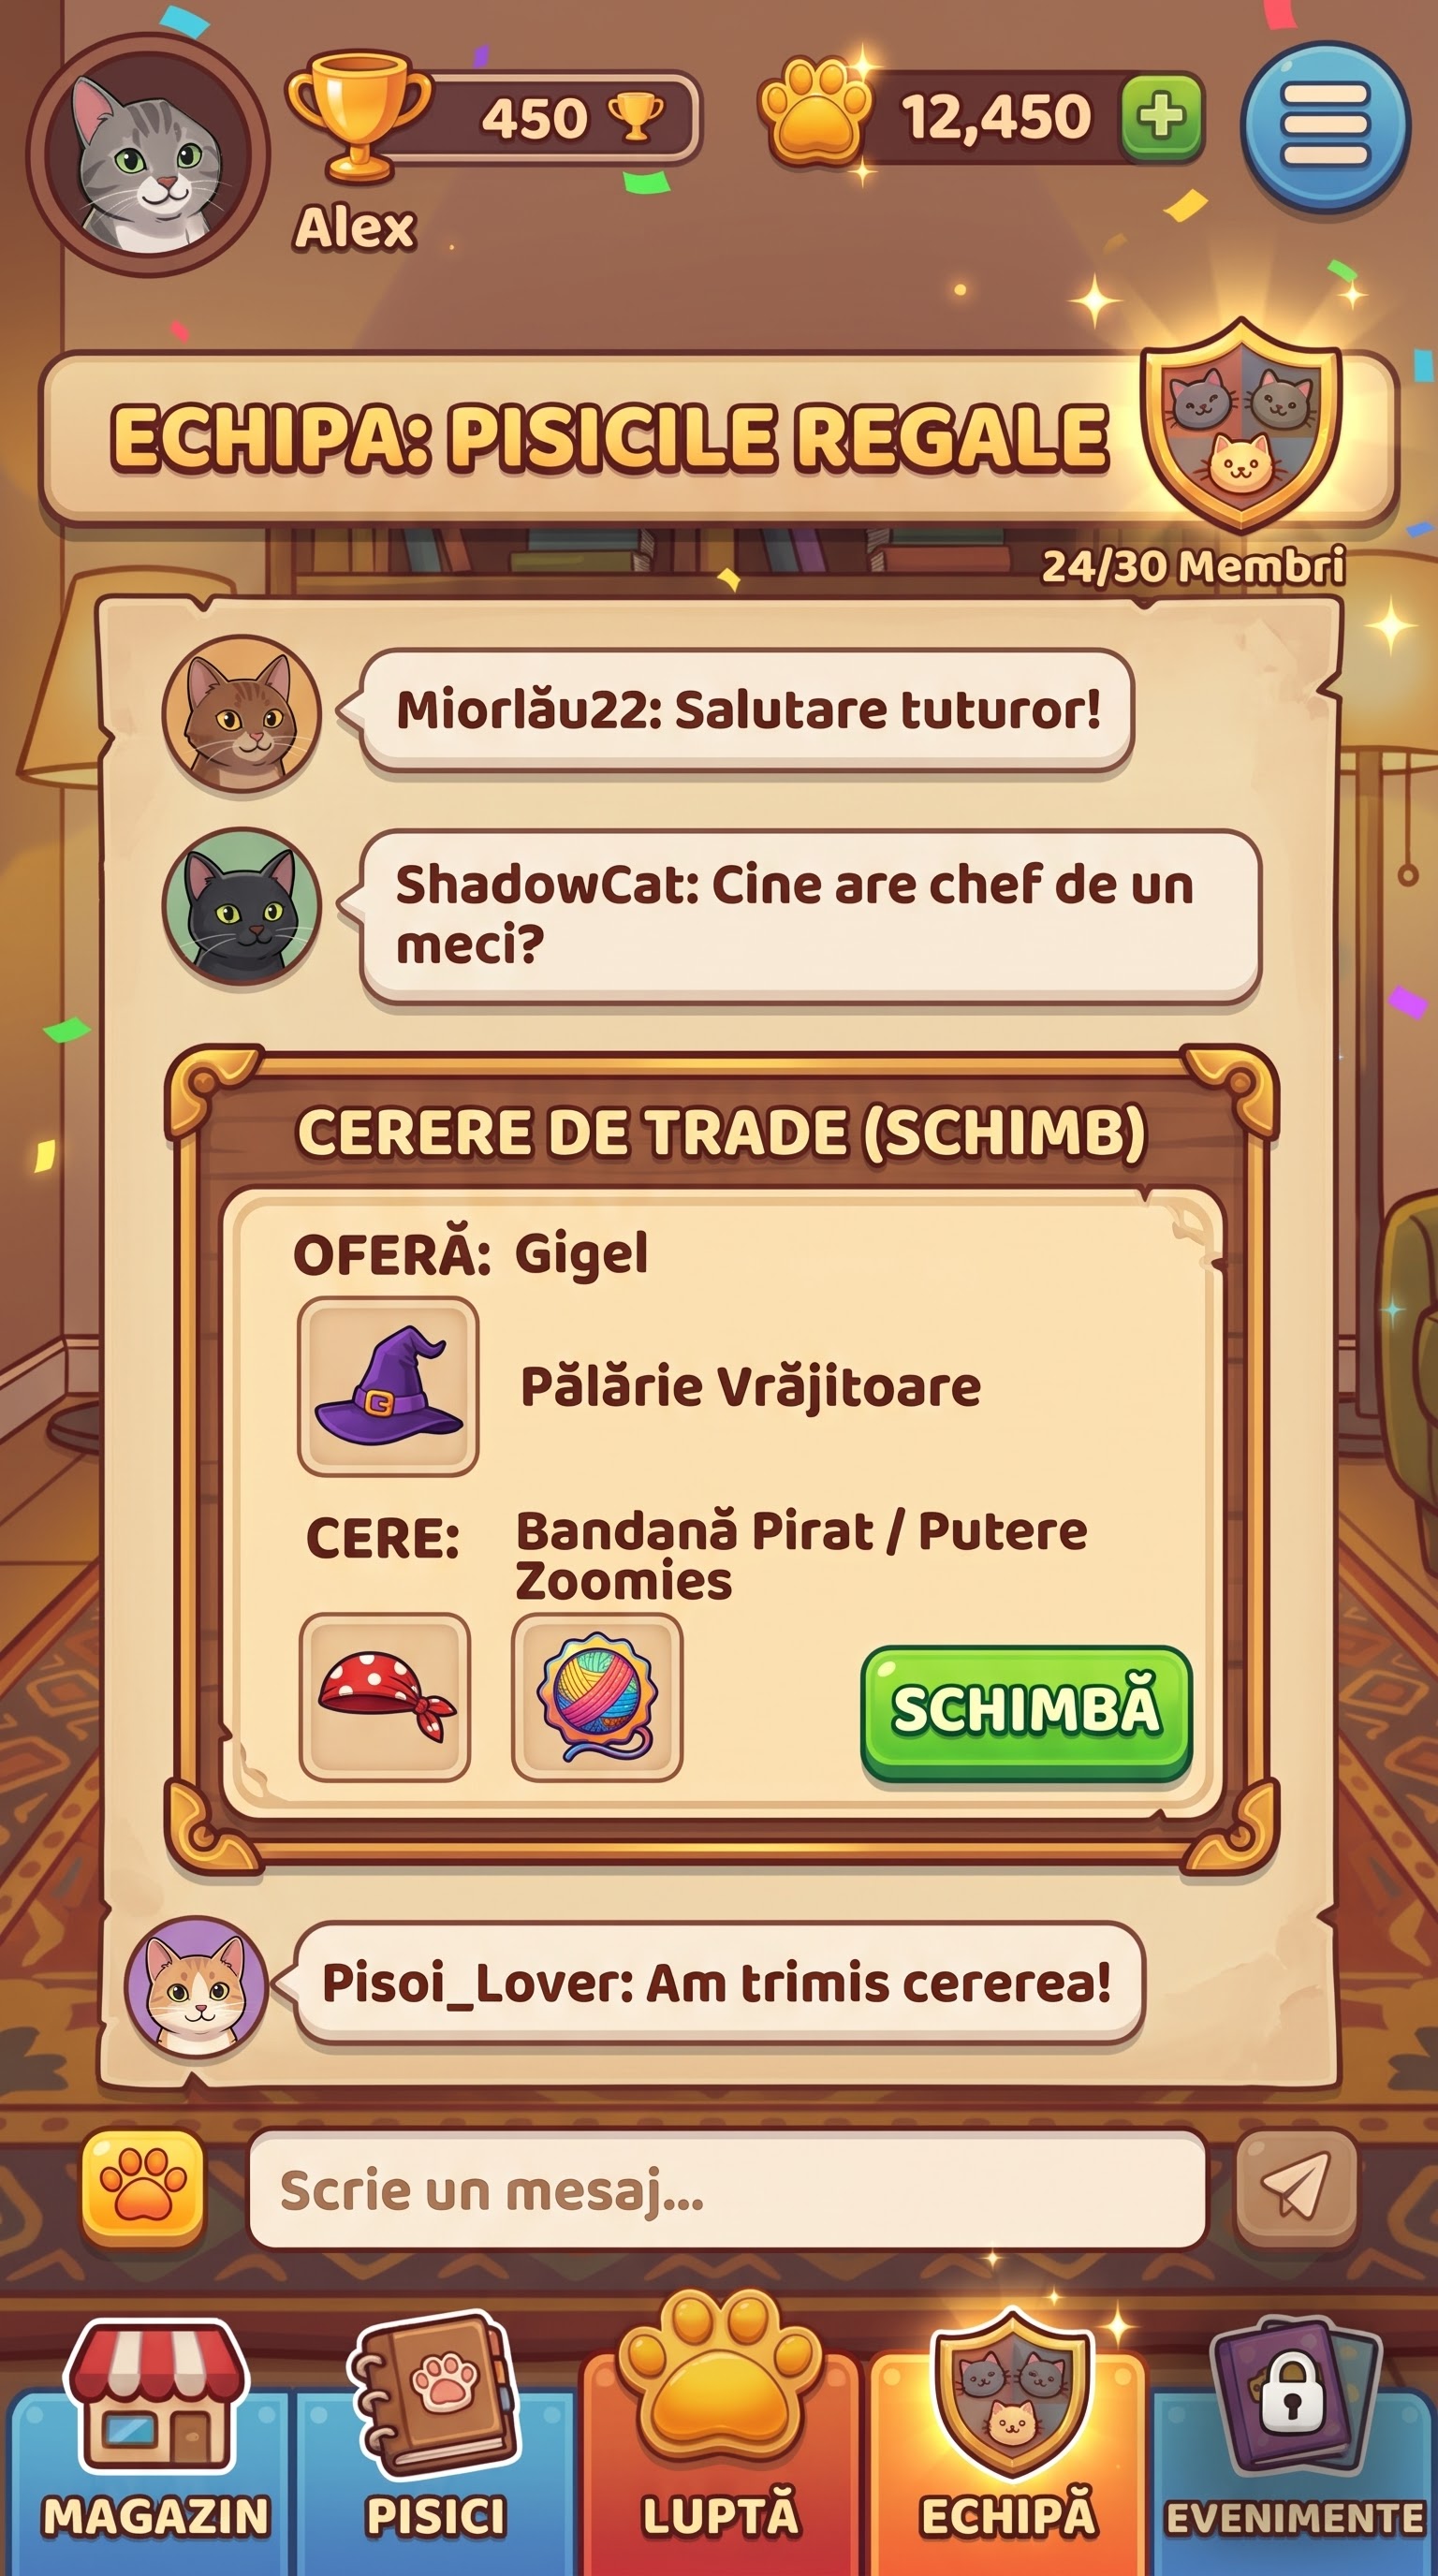 450
12,450
Alex
ECHIPA: PISICILE REGALE
24/30 Membri
Miorlău22: Salutare tuturor!
ShadowCat: Cine are chef de un
meci?
CERERE DE TRADE (SCHIMB)
OFERĂ: Gigel
Pălărie Vrăjitoare
CERE: Bandană Pirat / Putere
Zoomies
SCHIMBĂ
Pisoi_Lover: Am trimis cererea!
Scrie un mesaj...
MAGAZIN
PISICI
LUPTĂ
ECHIPĂ
EVENIMENTE